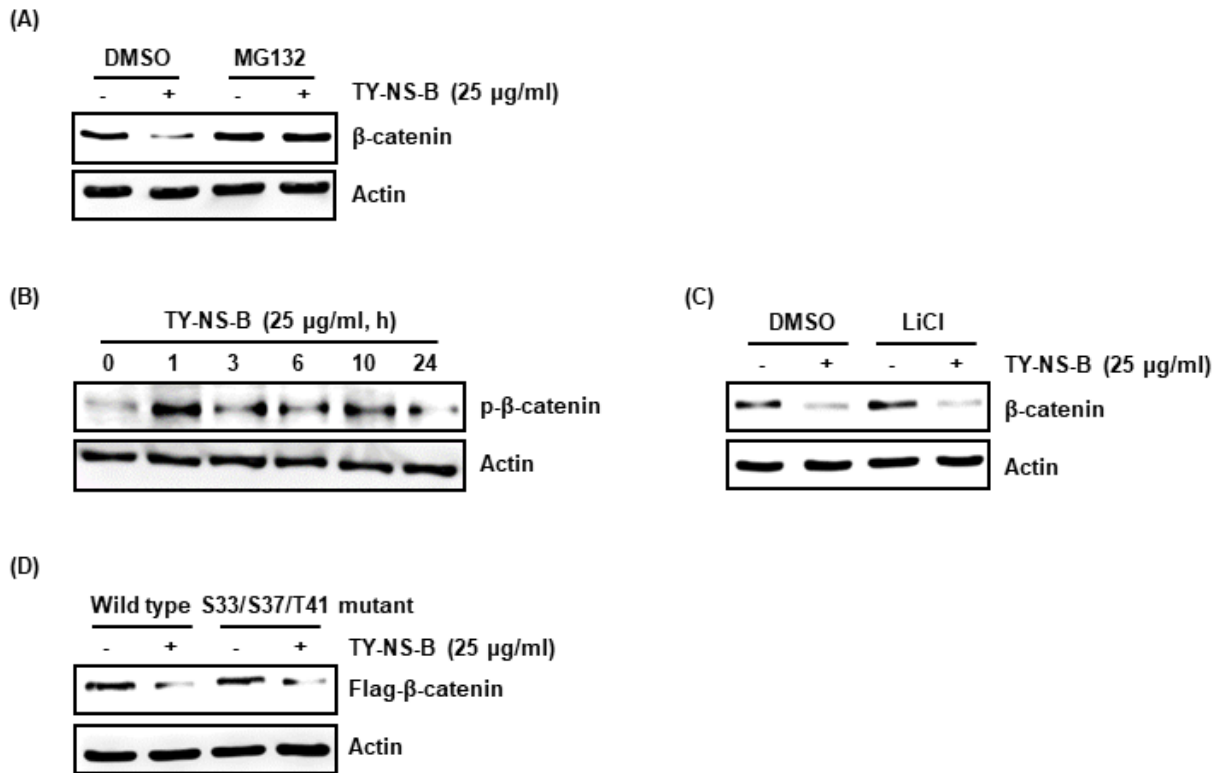 (A)
DMSO MG132
- + - + TY-NS-B (25 μg/ml)
β-catenin
Actin
(B)
TY-NS-B (25 μg/ml, h)
0 1 3 6 10 24
p-β-catenin
Actin
(C)
DMSO LiCl
- + - + TY-NS-B (25 μg/ml)
β-catenin
Actin
(D)
Wild type S33/S37/T41 mutant
- + - + TY-NS-B (25 μg/ml)
Flag-β-catenin
Actin